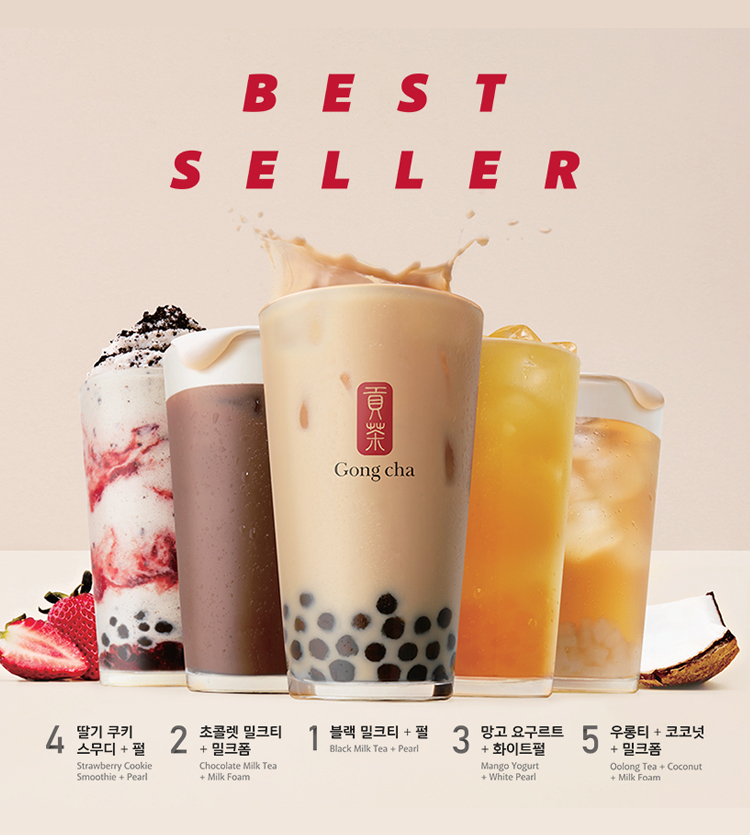 BEST
SELLER
貢茶
Gong cha
4 딸기 쿠키
스무디 + 펄
Strawberry Cookie
Smoothie + Pearl
2 초콜렛 밀크티
+ 밀크폼
Chocolate Milk Tea
+ Milk Foam
1 블랙 밀크티 + 펄
Black Milk Tea + Pearl
3 망고 요구르트
+ 화이트펄
Mango Yogurt
+ White Pearl
5 우롱티 + 코코넛
+ 밀크폼
Oolong Tea + Coconut
+ Milk Foam